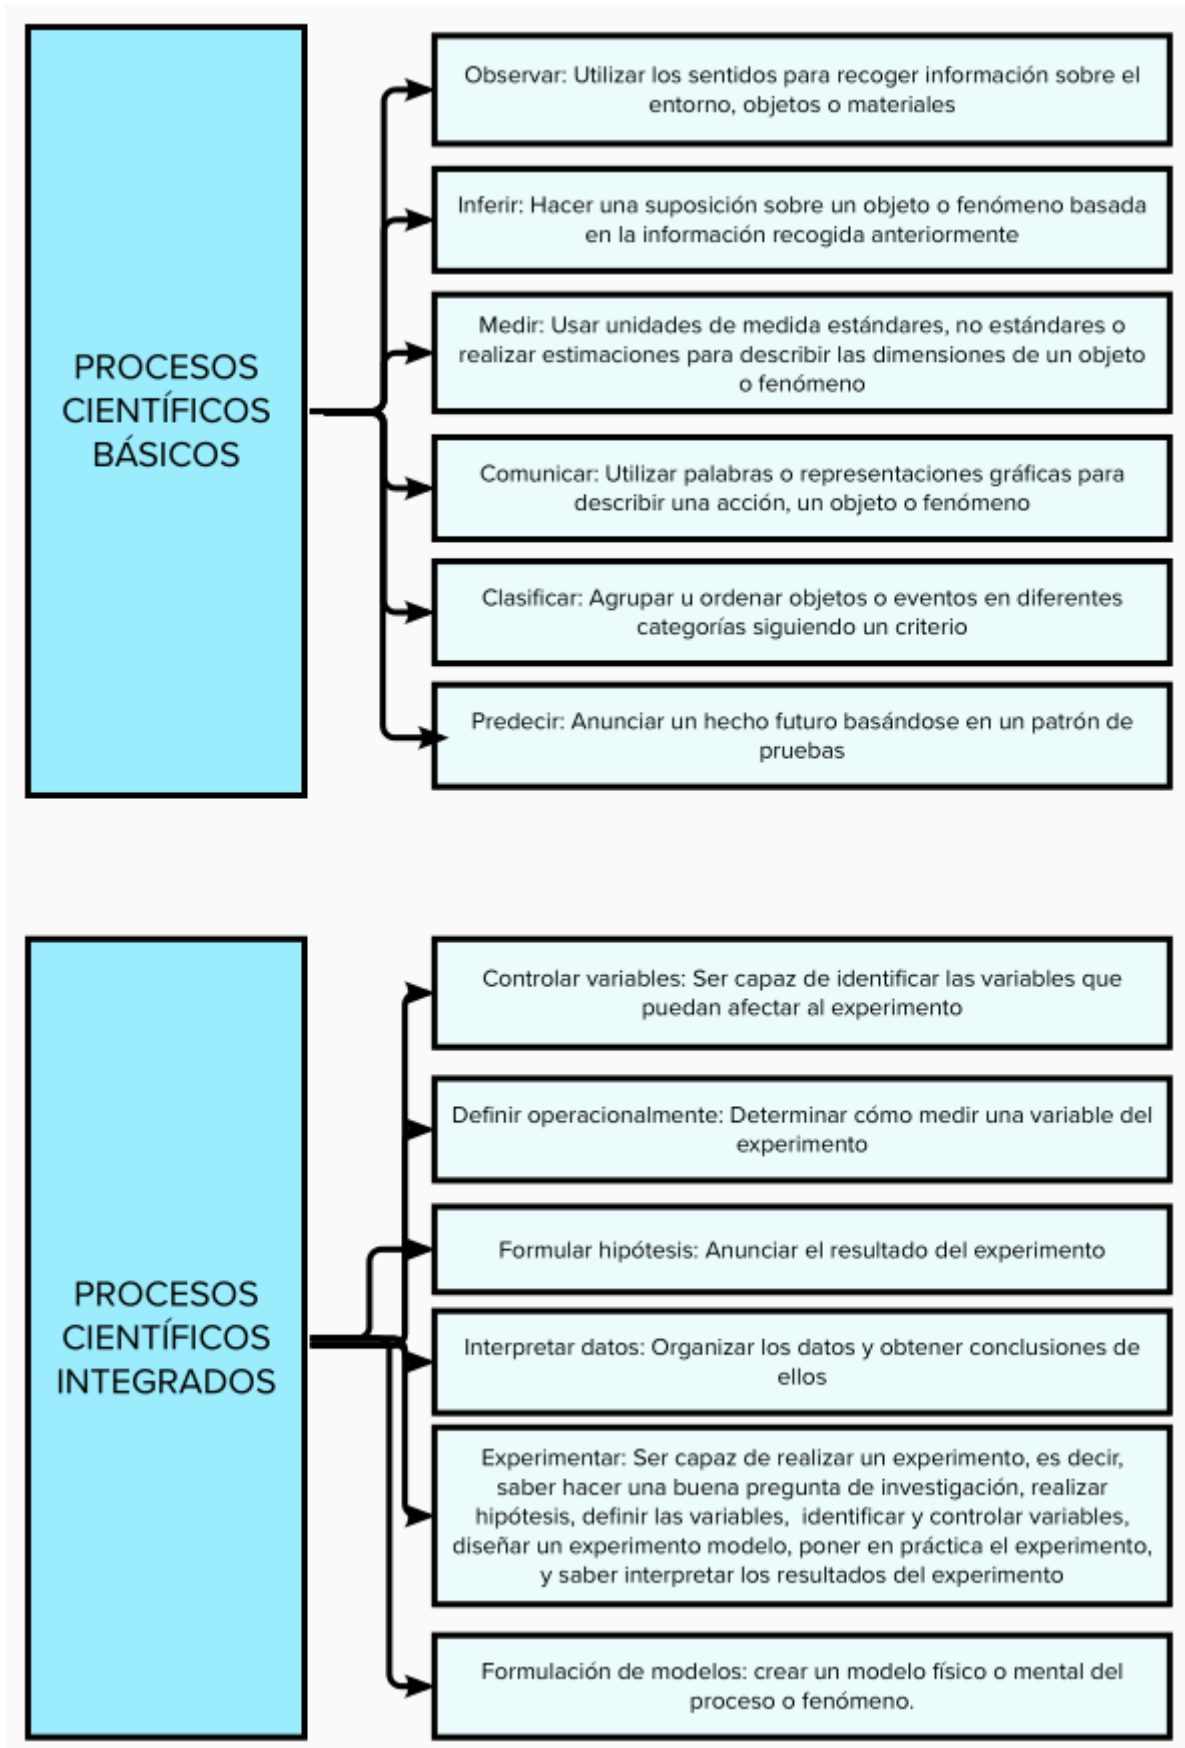 PROCESOS
CIENTÍFICOS
BÁSICOS
Observar: Utilizar los sentidos para recoger información sobre el
entorno, objetos o materiales
Inferir: Hacer una suposición sobre un objeto o fenómeno basada
en la información recogida anteriormente
Medir: Usar unidades de medida estándares, no estándares o
realizar estimaciones para describir las dimensiones de un objeto
o fenómeno
Comunicar: Utilizar palabras o representaciones gráficas para
describir una acción, un objeto o fenómeno
Clasificar: Agrupar u ordenar objetos o eventos en diferentes
categorías siguiendo un criterio
Predecir: Anunciar un hecho futuro basándose en un patrón de
pruebas
PROCESOS
CIENTÍFICOS
INTEGRADOS
Controlar variables: Ser capaz de identificar las variables que
puedan afectar al experimento
Definir operacionalmente: Determinar cómo medir una variable del
experimento
Formular hipótesis: Anunciar el resultado del experimento
Interpretar datos: Organizar los datos y obtener conclusiones de
ellos
Experimentar: Ser capaz de realizar un experimento, es decir,
saber hacer una buena pregunta de investigación, realizar
hipótesis, definir las variables, identificar y controlar variables,
diseñar un experimento modelo, poner en práctica el experimento,
y saber interpretar los resultados del experimento
Formulación de modelos: crear un modelo físico o mental del
proceso o fenómeno.